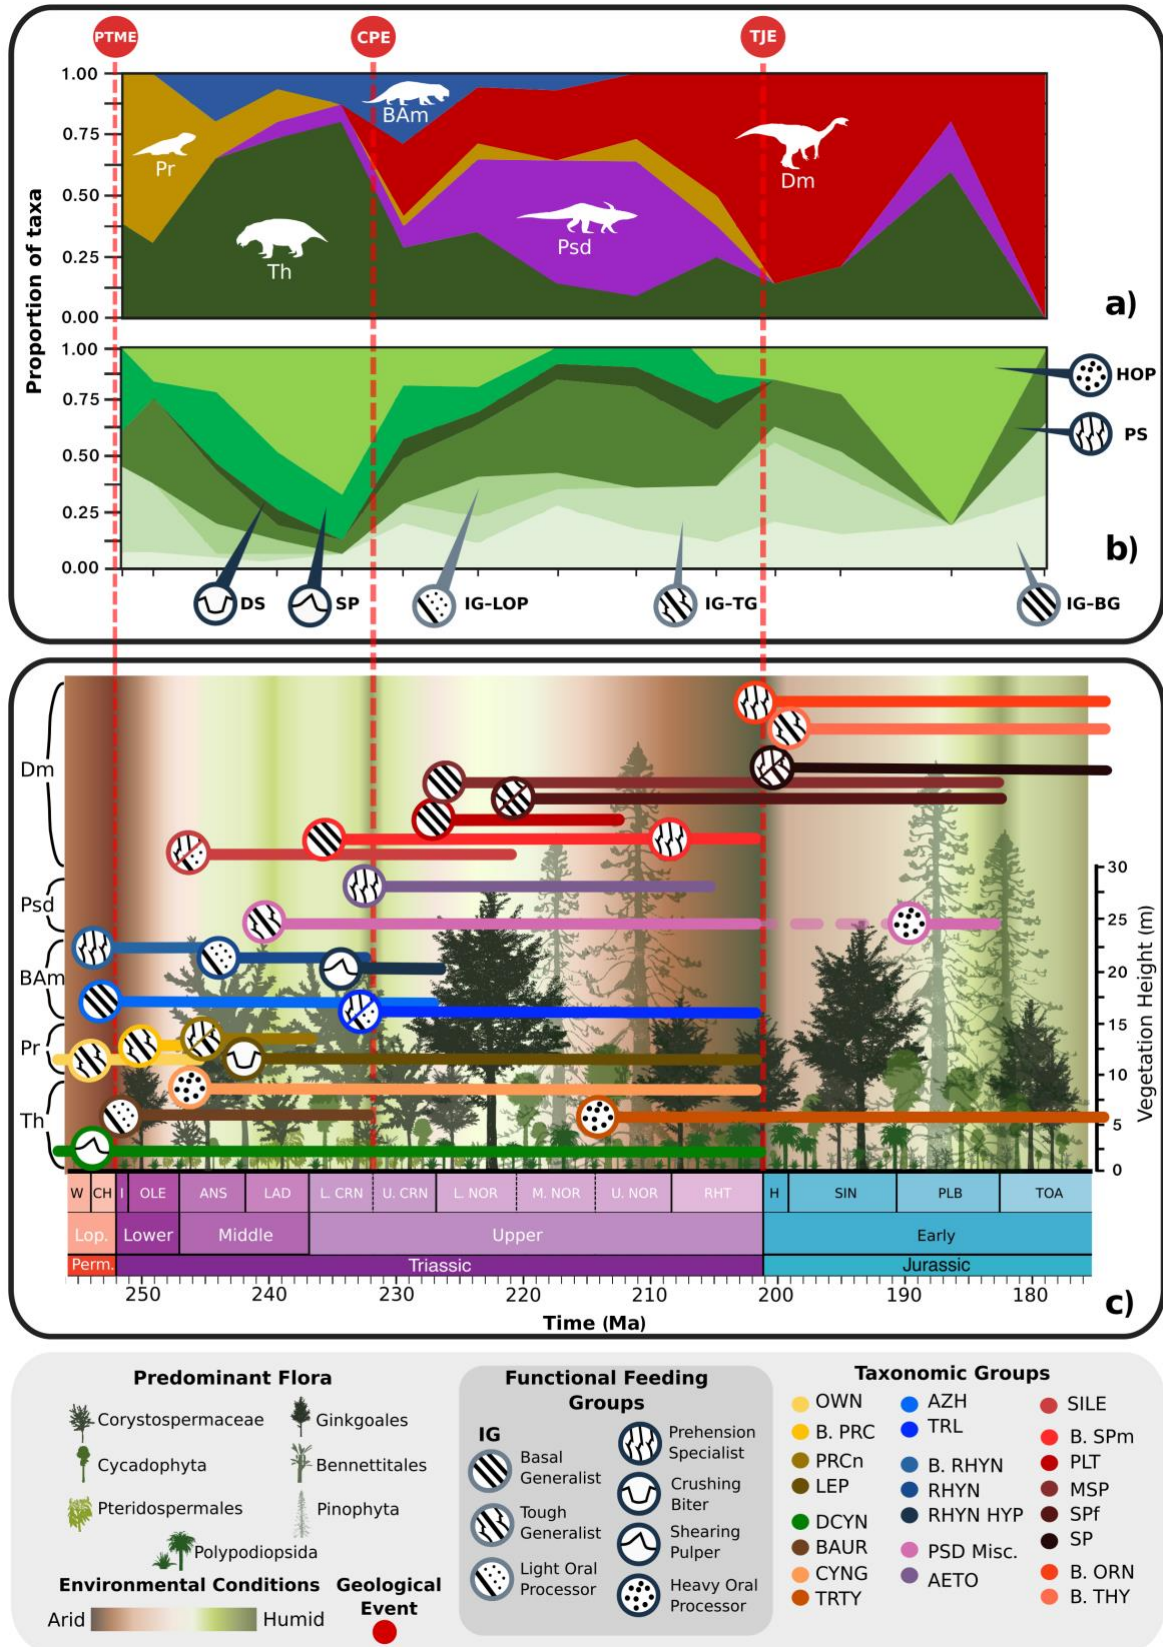 PTME
CPE
TJE
Proportion of taxa
1.00
0.75
0.50
0.25
0.00
Pr
Th
BAm
Psd
Dm
a)
1.00
0.75
0.50
0.25
0.00
HOP
PS
b)
DS
SP
IG–LOP
IG–TG
IG–BG
Dm
Psd
BAm
Pr
Th
30
25
20
15
10
5
0
Vegetation Height (m)
W CH I OLE ANS LAD L. CRN U. CRN L. NOR M. NOR U. NOR RHT H SIN PLB TOA
Lop. Lower Middle Upper Early
Perm. Triassic Jurassic
250 240 230 220 210 200 190 180
Time (Ma)
c)
Predominant Flora
Corystospermaceae
Ginkgoales
Cycadophyta
Bennettitales
Pteridospermales
Pinophyta
Polypodiopsida
Environmental Conditions
Arid
Humid
Geological
Event
Functional Feeding
Groups
IG
Basal
Generalist
Tough
Generalist
Light Oral
Processor
Prehension
Specialist
Crushing
Biter
Shearing
Pulper
Heavy Oral
Processor
Taxonomic Groups
OWN
B. PRC
PRCn
LEP
DCYN
BAUR
CYNG
TRTY
AZH
TRL
B. RHYN
RHYN
RHYN HYP
PSD Misc.
AETO
SILE
B. SPm
PLT
MSP
SPf
SP
B. ORN
B. THY